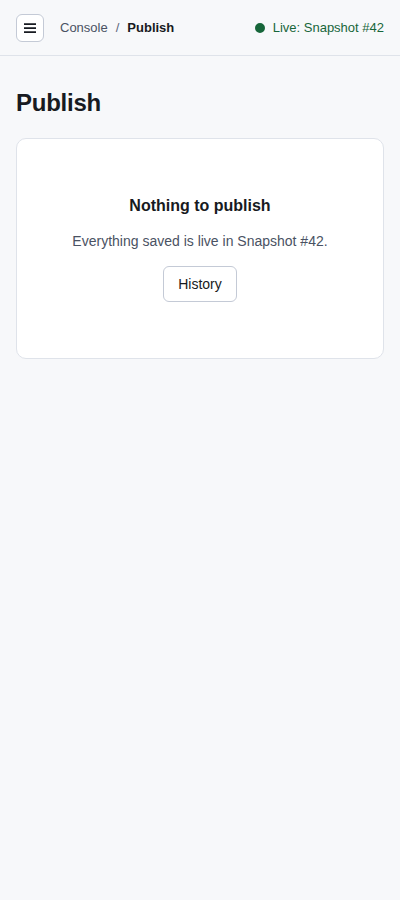 Console / Publish
Live: Snapshot #42
Publish
Nothing to publish
Everything saved is live in Snapshot #42.
History